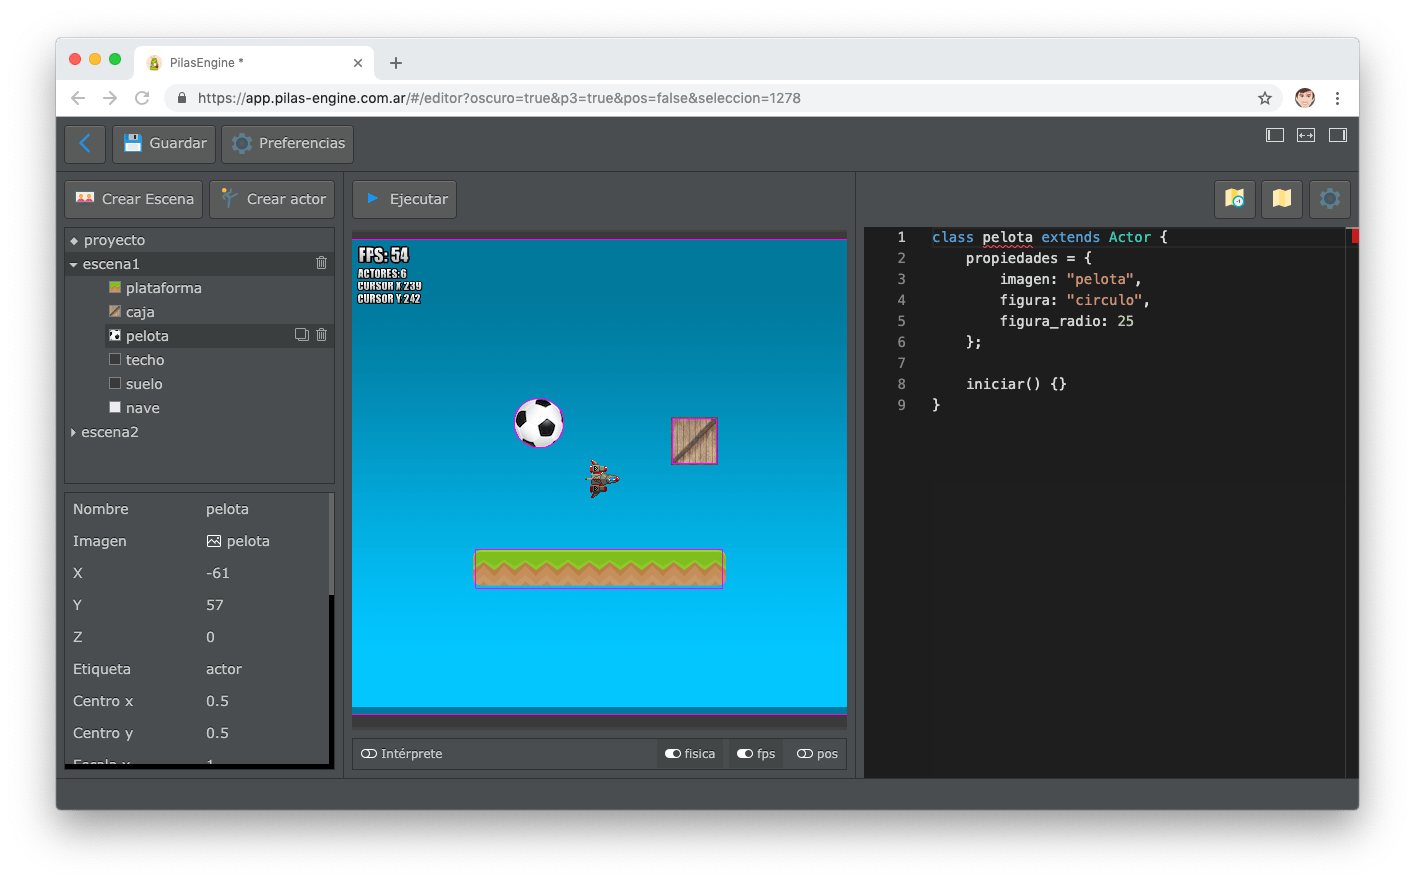 PilasEngine *
https://app.pilas-engine.com.ar/#/editor?oscuro=true&p3=true&pos=false&seleccion=1278
Guardar
Preferencias
Crear Escena
Crear actor
Ejecutar
proyecto
escena1
plataforma
caja
pelota
techo
suelo
nave
escena2
Nombre pelota
Imagen pelota
X -61
Y 57
Z 0
Etiqueta actor
Centro x 0.5
Centro y 0.5
Escala x 1
FPS: 54
ACTORES:6
CURSOR X 239
CURSOR Y 242
Intérprete
fisica
fps
pos
1 class pelota extends Actor {
2 propiedades = {
3 imagen: "pelota",
4 figura: "circulo",
5 figura_radio: 25
6 };
7
8 iniciar() {}
9 }